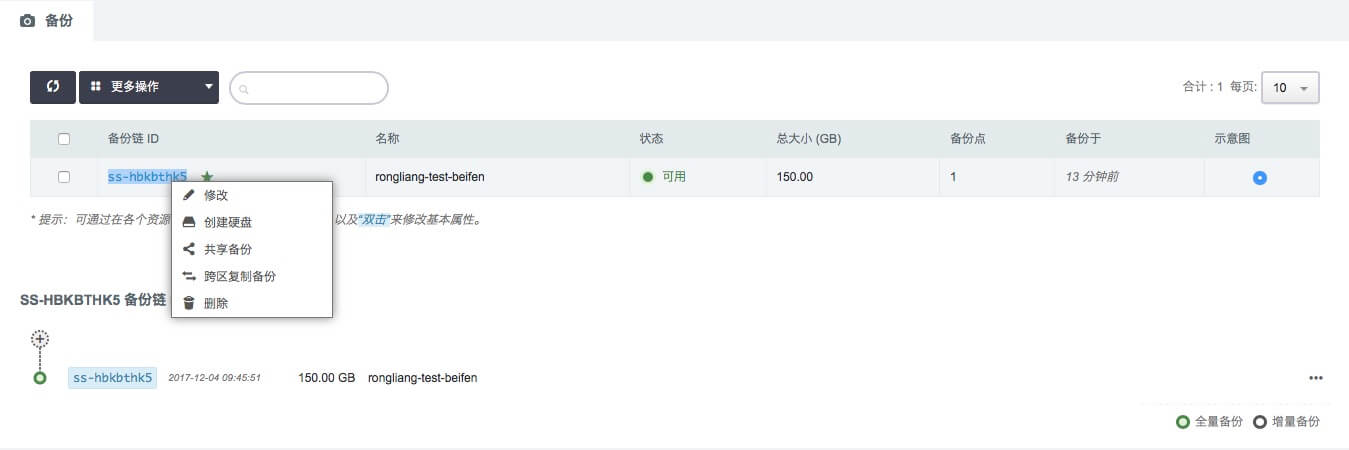 备份
更多操作
合计 : 1 每页: 10
备份链 ID 名称 状态 总大小 (GB) 备份点 备份于 示意图
ss-hbkbthk5 rongliang-test-beifen 可用 150.00 1 13 分钟前
修改
* 提示：可通过在各个资源 以及“双击”来修改基本属性。
创建硬盘
共享备份
跨区复制备份
删除
SS-HBKBTHK5 备份链
ss-hbkbthk5 2017-12-04 09:45:51 150.00 GB rongliang-test-beifen
全量备份 增量备份